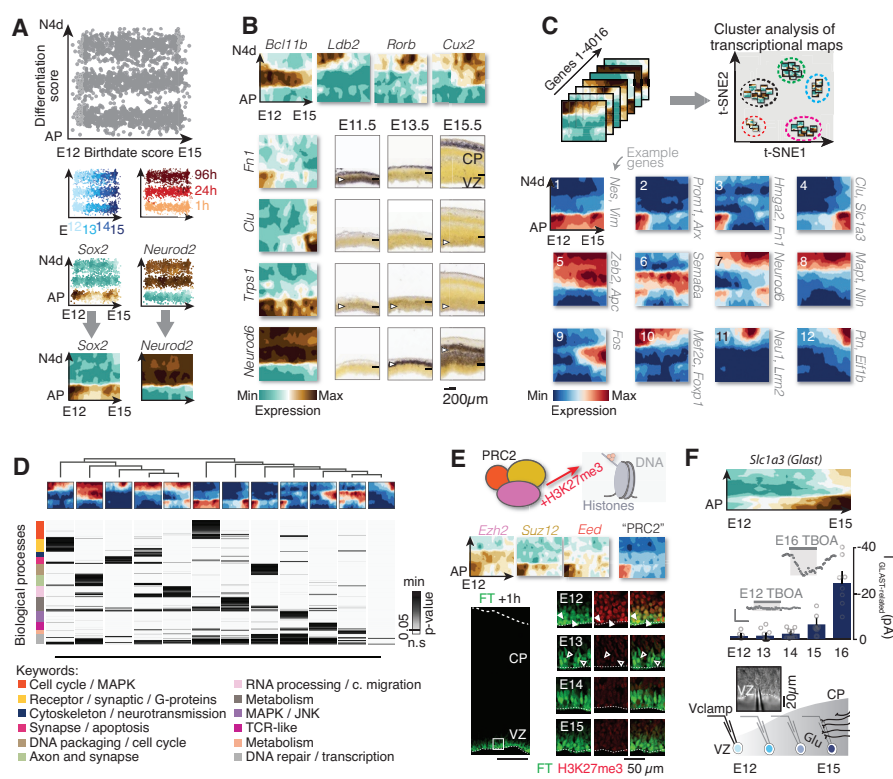 A
N4d
Differentiation
score
AP
E12 Birthdate score E15
96h
24h
1h
E12 13 14 15
Sox2 Neurod2
N4d
AP
E12 E15
Sox2 Neurod2
N4d
AP
E12 E15
B
Bcl11b Ldb2 Rorb Cux2
N4d
AP
E12 E15
E11.5 E13.5 E15.5
Fn1
CP
VZ
Clu
Trps1
Neurod6
Min Max
Expression
200µm
C
Genes 1-4016
Cluster analysis of
transcriptional maps
t-SNE2
t-SNE1
Example
genes
N4d
AP
E12 E15
1
Nes, Vim
2
Prom1, Arx
3
Hmga2, Fn1
4
Clu, Slc1a3
5
Zeb2, Apc
6
Sema6a
7
Neurod6
8
Mapt, Nln
9
Fos
10
Mef2c, Foxp1
11
Neu1, Lrrn2
12
Pm, Eif1b
Min Max
Expression
D
Biological processes
min
0.05
n.s
p-value
Keywords:
Cell cycle / MAPK
Receptor / synaptic / G-proteins
Cytoskeleton / neurotransmission
Synapse / apoptosis
DNA packaging / cell cycle
Axon and synapse
RNA processing / c. migration
Metabolism
MAPK / JNK
TCR-like
Metabolism
DNA repair / transcription
E
PRC2
+H3K27me3
DNA
Histones
Ezh2 Suz12 Eed "PRC2"
AP
E12
FT +1h
CP
VZ
E12
E13
E14
E15
FT H3K27me3 50 µm
F
Slc1a3 (Glast)
AP
E12 E15
E16 TBOA
E12 TBOA
-40
-20
0
I GLAST-related (pA)
E12 13 14 15 16
VZ
20µm
Vclamp
CP
Glu
VZ
E12 E15